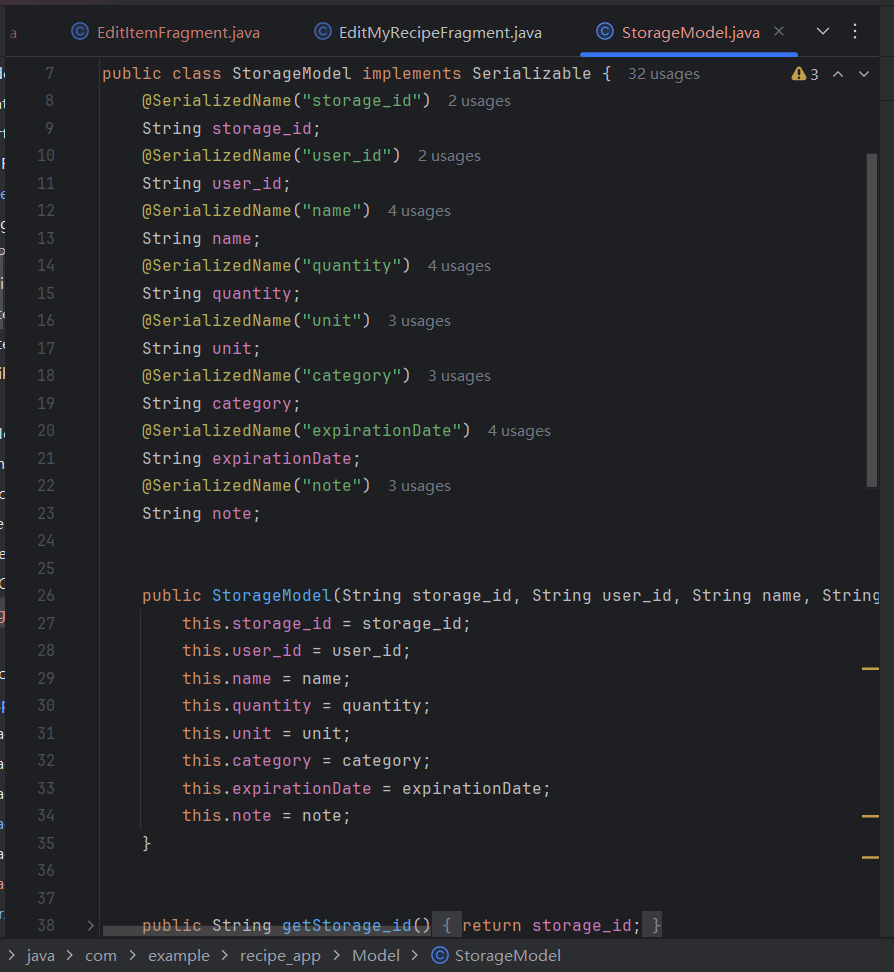 EditItemFragment.java EditMyRecipeFragment.java StorageModel.java
7 public class StorageModel implements Serializable { 32 usages 3
8 @SerializedName("storage_id") 2 usages
9 String storage_id;
10 @SerializedName("user_id") 2 usages
11 String user_id;
12 @SerializedName("name") 4 usages
13 String name;
14 @SerializedName("quantity") 4 usages
15 String quantity;
16 @SerializedName("unit") 3 usages
17 String unit;
18 @SerializedName("category") 3 usages
19 String category;
20 @SerializedName("expirationDate") 4 usages
21 String expirationDate;
22 @SerializedName("note") 3 usages
23 String note;
24
25
26 public StorageModel(String storage_id, String user_id, String name, String
27 this.storage_id = storage_id;
28 this.user_id = user_id;
29 this.name = name;
30 this.quantity = quantity;
31 this.unit = unit;
32 this.category = category;
33 this.expirationDate = expirationDate;
34 this.note = note;
35 }
36
37
38 public String getStorage_id() { return storage_id; }
java > com > example > recipe_app > Model > StorageModel